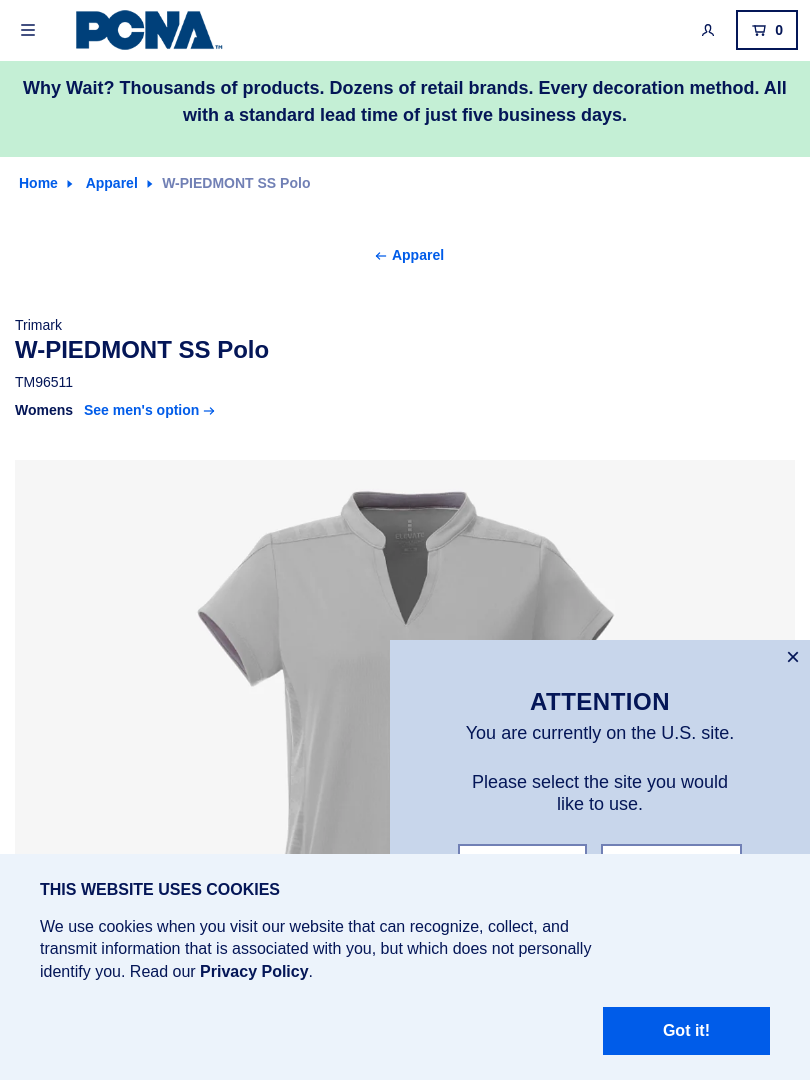 PCNA™
0
Why Wait? Thousands of products. Dozens of retail brands. Every decoration method. All
with a standard lead time of just five business days.
Home
Apparel
W-PIEDMONT SS Polo
Apparel
Trimark
W-PIEDMONT SS Polo
TM96511
Womens See men's option
ATTENTION
You are currently on the U.S. site.
Please select the site you would
like to use.
THIS WEBSITE USES COOKIES
We use cookies when you visit our website that can recognize, collect, and
transmit information that is associated with you, but which does not personally
identify you. Read our Privacy Policy.
Got it!